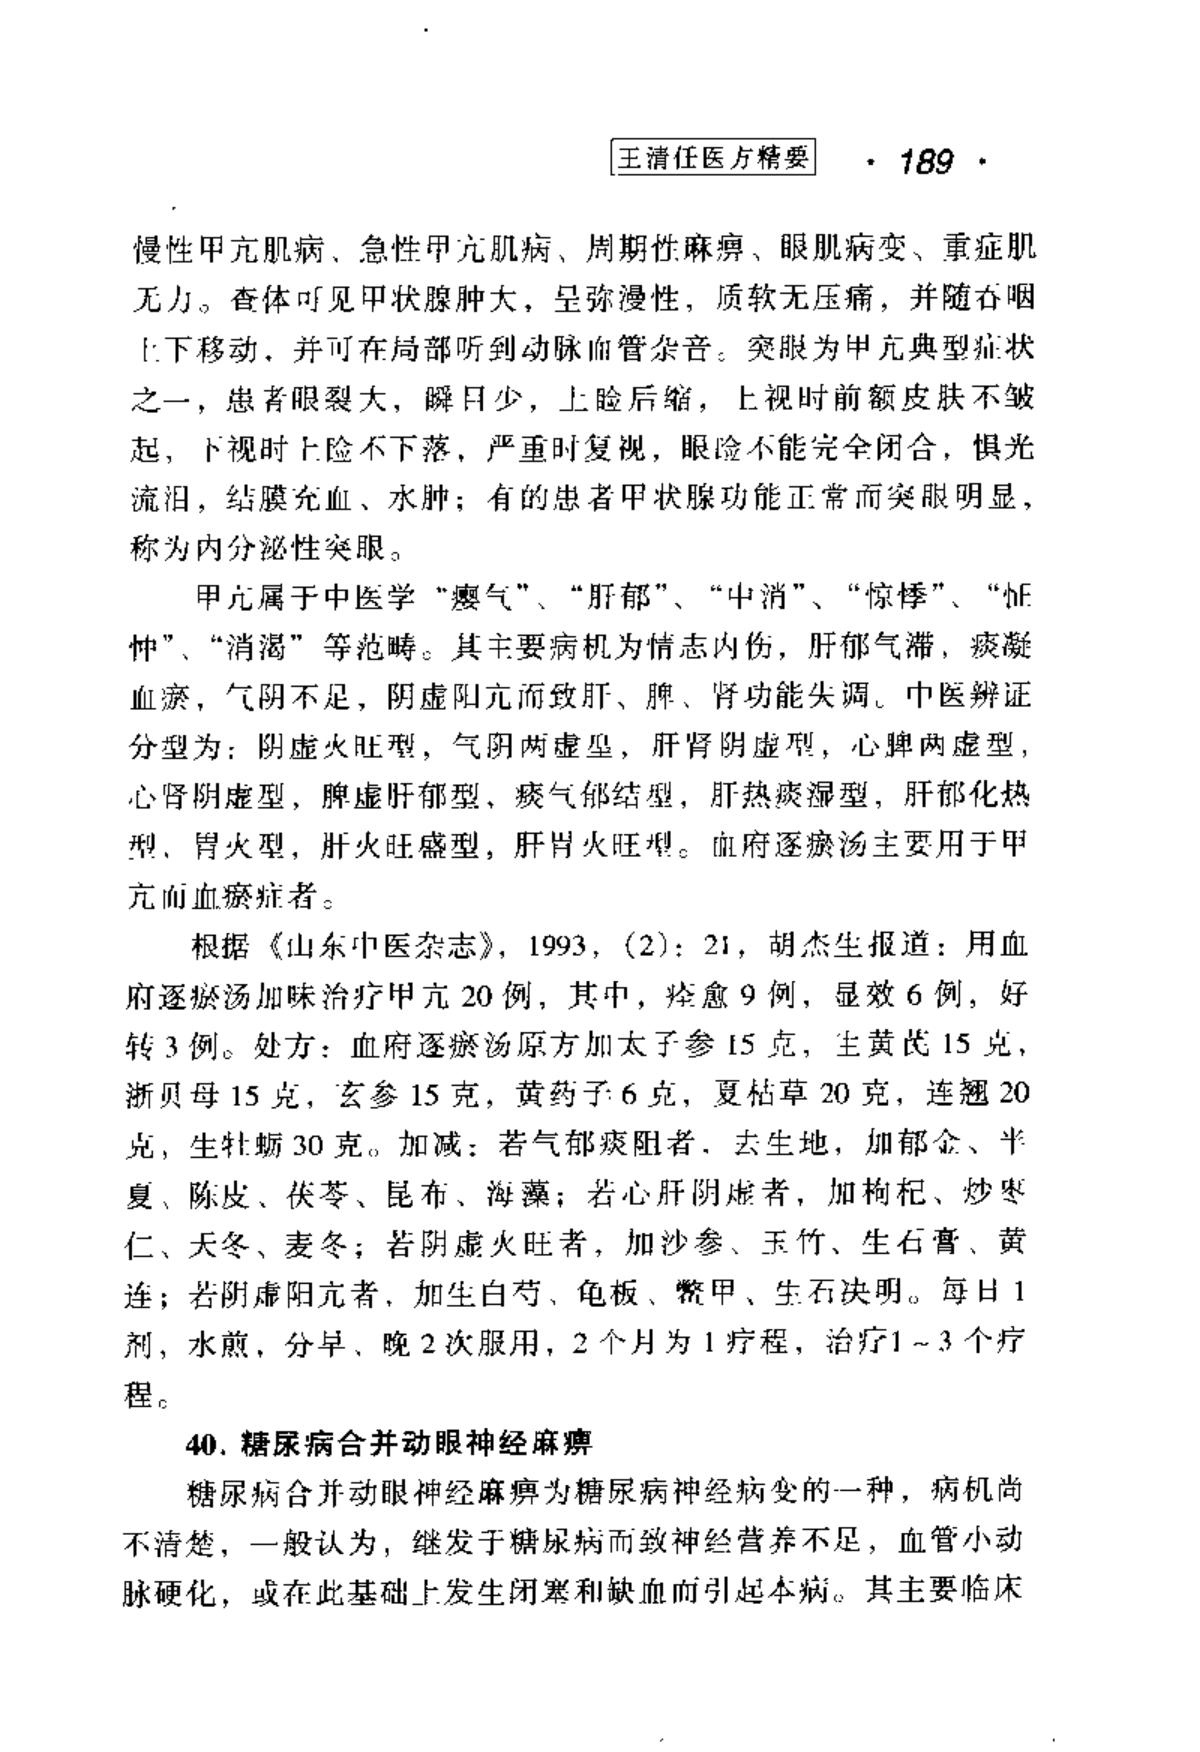 王清任医方精要 · 189 ·
慢性甲亢肌病、急性甲亢肌病、周期性麻痹、眼肌病变、重症肌
无力。查体可见甲状腺肿大，呈弥漫性，质软无压痛，并随吞咽
上下移动，并可在局部听到动脉血管杂音。突眼为甲亢典型症状
之一，患者眼裂大，瞬目少，上睑后缩，上视时前额皮肤不皱
起，下视时上睑不下落，严重时复视，眼睑不能完全闭合，惧光
流泪，结膜充血、水肿；有的患者甲状腺功能正常而突眼明显，
称为内分泌性突眼。
甲亢属于中医学“瘿气”、“肝郁”、“中消”、“惊悸”、“怔
忡”、“消渴”等范畴。其主要病机为情志内伤，肝郁气滞，痰凝
血瘀，气阴不足，阴虚阳亢而致肝、脾、肾功能失调。中医辨证
分型为：阴虚火旺型，气阴两虚型，肝肾阴虚型，心脾两虚型，
心肾阴虚型，脾虚肝郁型，痰气郁结型，肝热痰湿型，肝郁化热
型，胃火型，肝火旺盛型，肝胃火旺型。血府逐瘀汤主要用于甲
亢而血瘀症者。
根据《山东中医杂志》，1993，（2）：21，胡杰生报道：用血
府逐瘀汤加味治疗甲亢 20 例，其中，痊愈 9 例，显效 6 例，好
转 3 例。处方：血府逐瘀汤原方加太子参 15 克，生黄芪 15 克，
浙贝母 15 克，玄参 15 克，黄药子 6 克，夏枯草 20 克，连翘 20
克，生牡蛎 30 克。加减：若气郁痰阻者，去生地，加郁金、半
夏、陈皮、茯苓、昆布、海藻；若心肝阴虚者，加枸杞、炒枣
仁、天冬、麦冬；若阴虚火旺者，加沙参、玉竹、生石膏、黄
连；若阴虚阳亢者，加生白芍、龟板、鳖甲、生石决明。每日 1
剂，水煎，分早、晚 2 次服用，2 个月为 1 疗程，治疗1～3 个疗
程。
40. 糖尿病合并动眼神经麻痹
糖尿病合并动眼神经麻痹为糖尿病神经病变的一种，病机尚
不清楚，一般认为，继发于糖尿病而致神经营养不足，血管小动
脉硬化，或在此基础上发生闭塞和缺血而引起本病。其主要临床